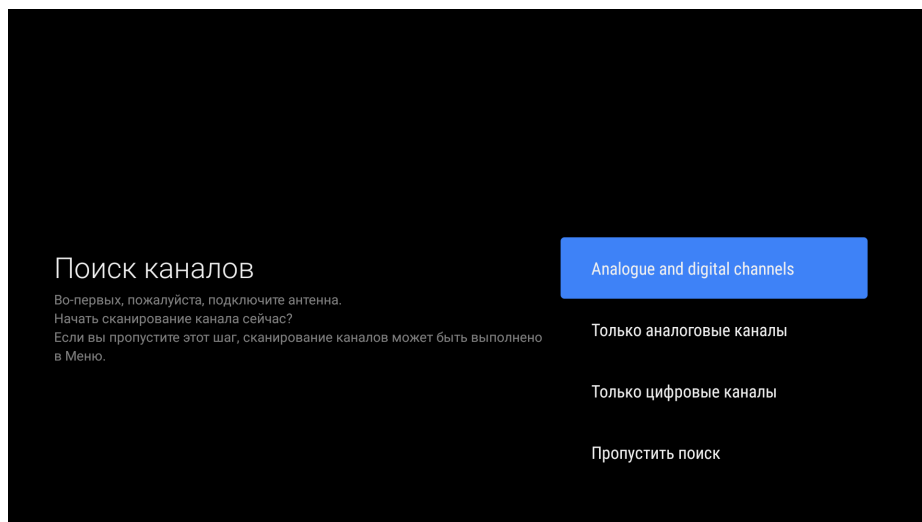 Поиск каналов
Во-первых, пожалуйста, подключите антенна.
Начать сканирование канала сейчас?
Если вы пропустите этот шаг, сканирование каналов может быть выполнено
в Меню.
Analogue and digital channels
Только аналоговые каналы
Только цифровые каналы
Пропустить поиск